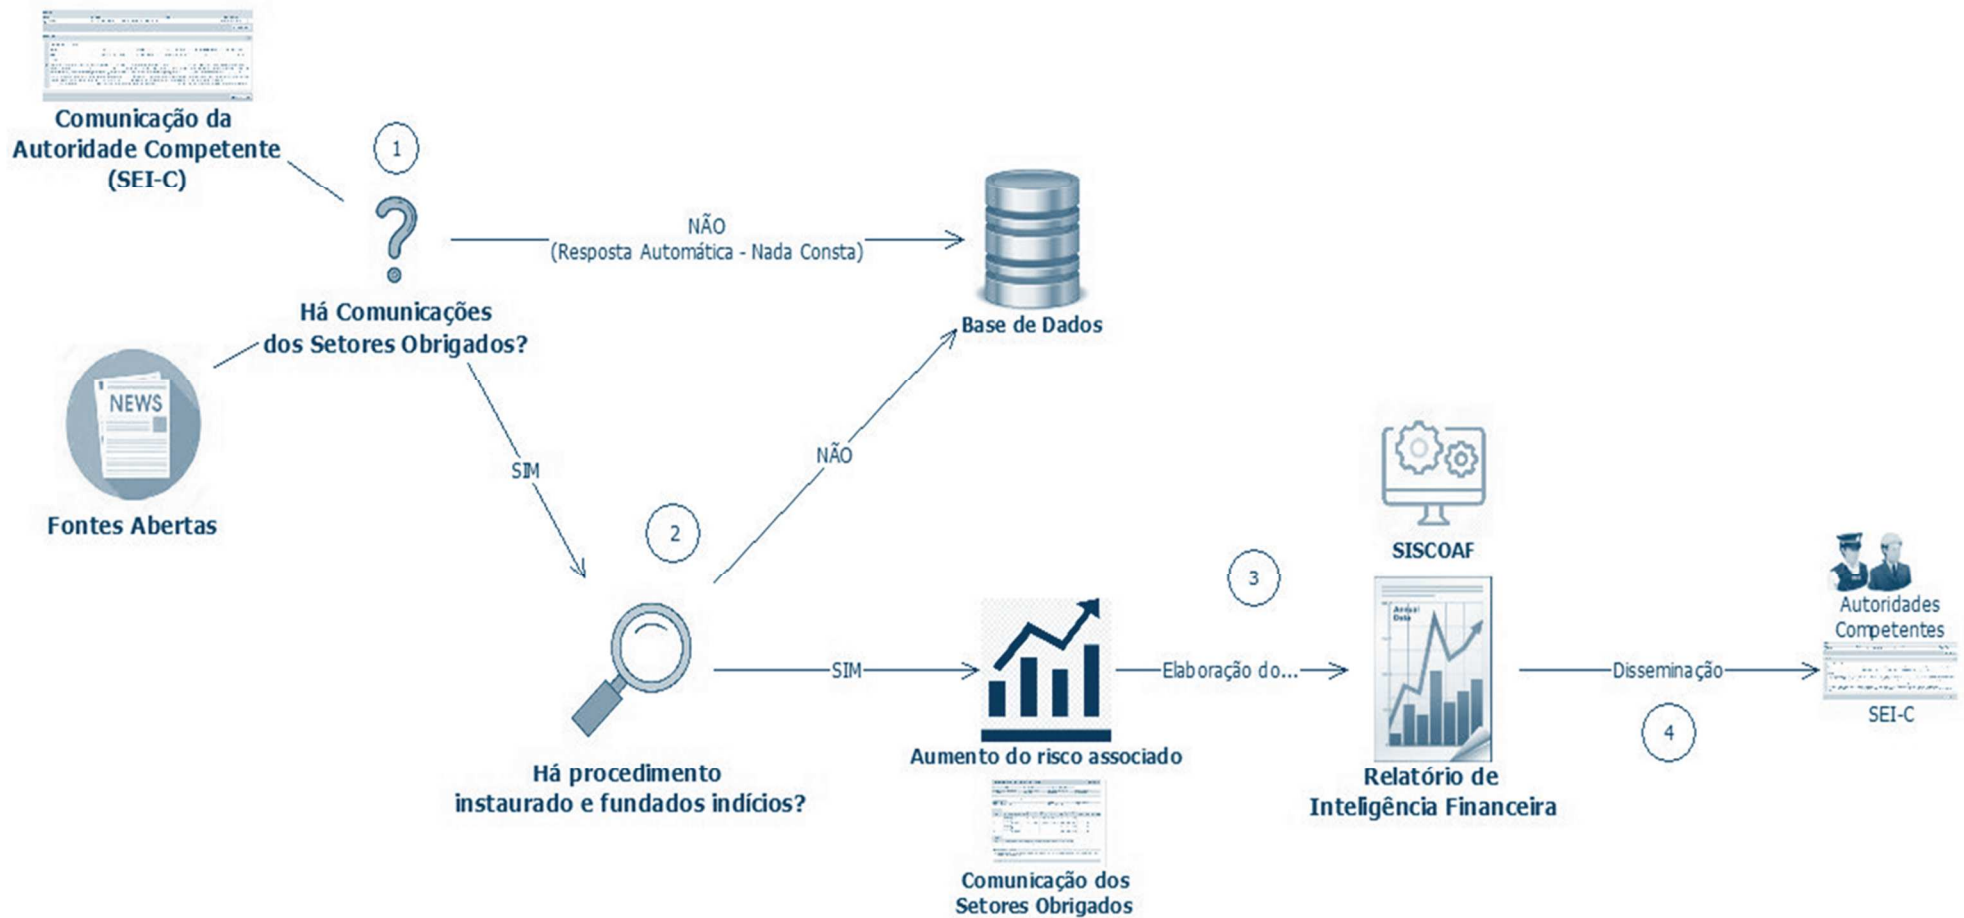 Comunicação da
Autoridade Competente
(SEI-C)
1
Há Comunicações
dos Setores Obrigados?
NÃO
(Resposta Automática - Nada Consta)
Base de Dados
NEWS
Fontes Abertas
SIM
NÃO
2
Há procedimento
instaurado e fundados indícios?
SIM
Aumento do risco associado
Comunicação dos
Setores Obrigados
3
Elaboração do...
SISCOAF
Annual
Data
Relatório de
Inteligência Financeira
Disseminação
4
Autoridades
Competentes
SEI-C